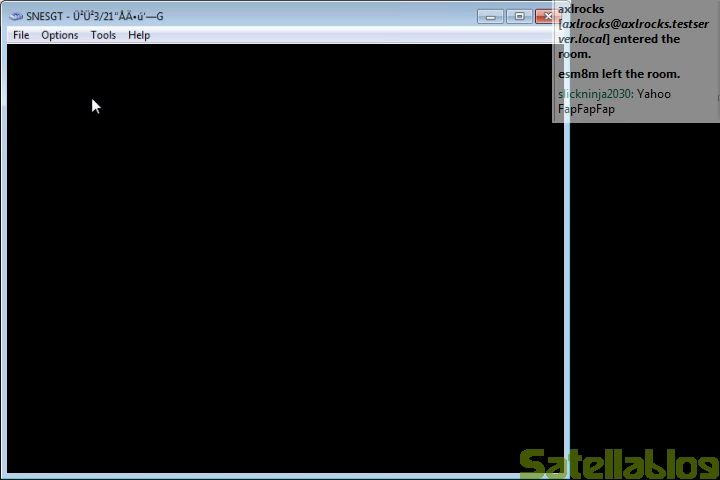 SNESGT - Ü²Ü²3/21“ÅÄ•ú‘—G
File Options Tools Help
axlrocks
[axlrocks@axlrocks.testser
ver.local] entered the
room.
esm8m left the room.
slickninja2030: Yahoo
FapFapFap
Satellablog